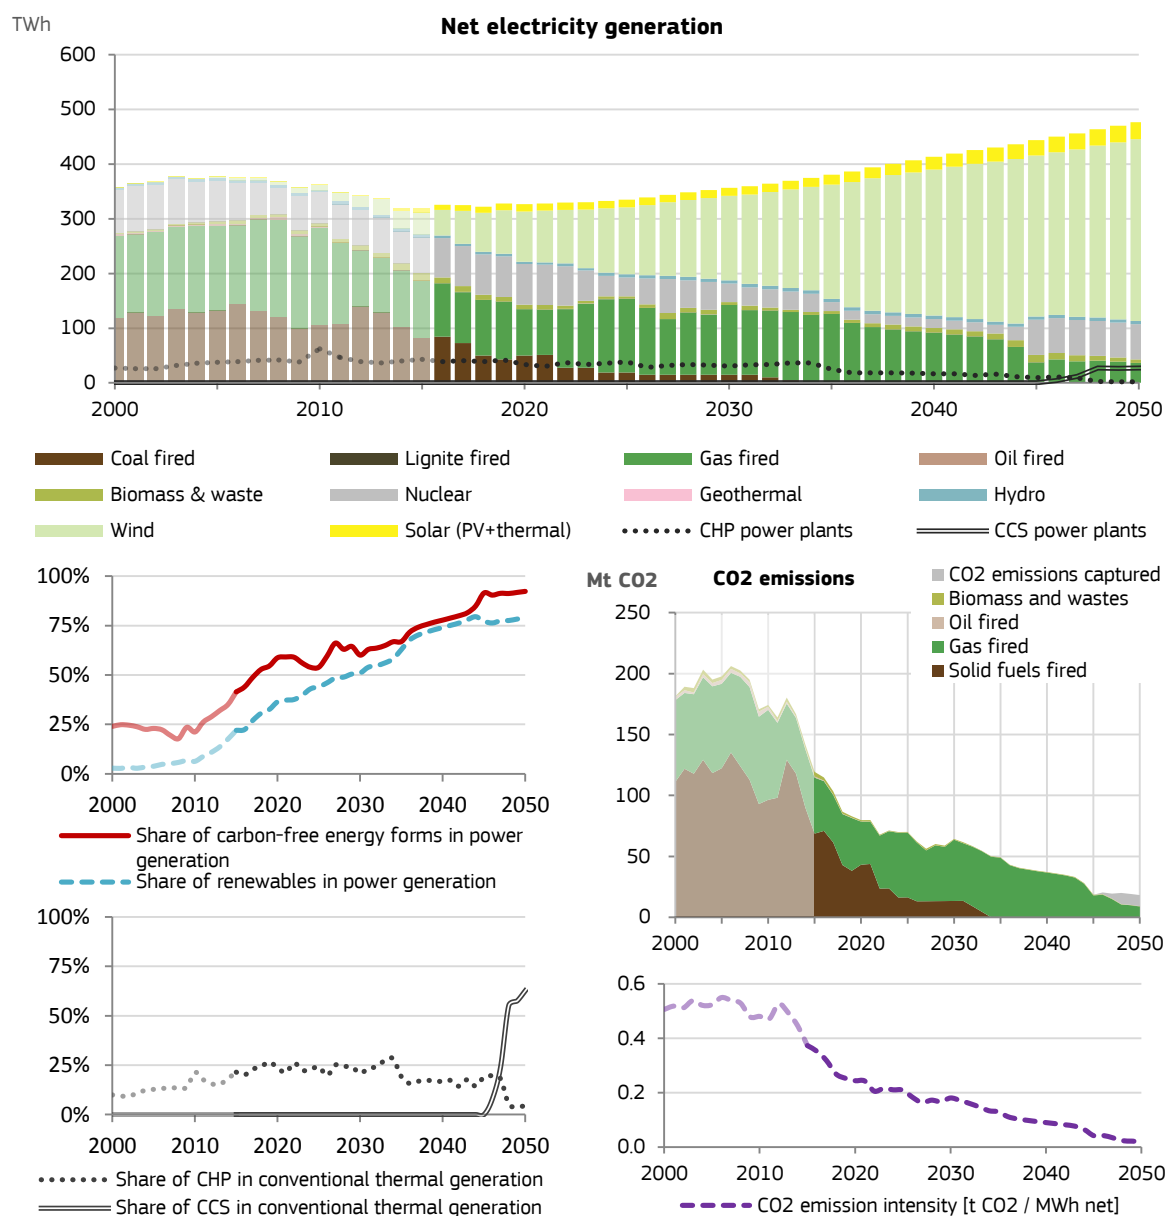 TWh
Net electricity generation
600
500
400
300
200
100
0
2000 2010 2020 2030 2040 2050
Coal fired Lignite fired Gas fired Oil fired
Biomass & waste Nuclear Geothermal Hydro
Wind Solar (PV+thermal) CHP power plants CCS power plants
100%
75%
50%
25%
0%
2000 2010 2020 2030 2040 2050
Share of carbon-free energy forms in power
generation
Share of renewables in power generation
Mt CO2 CO2 emissions
CO2 emissions captured
Biomass and wastes
Oil fired
Gas fired
Solid fuels fired
250
200
150
100
50
0
2000 2010 2020 2030 2040 2050
100%
75%
50%
25%
0%
2000 2010 2020 2030 2040 2050
Share of CHP in conventional thermal generation
Share of CCS in conventional thermal generation
0.6
0.4
0.2
0.0
2000 2010 2020 2030 2040 2050
CO2 emission intensity [t CO2 / MWh net]